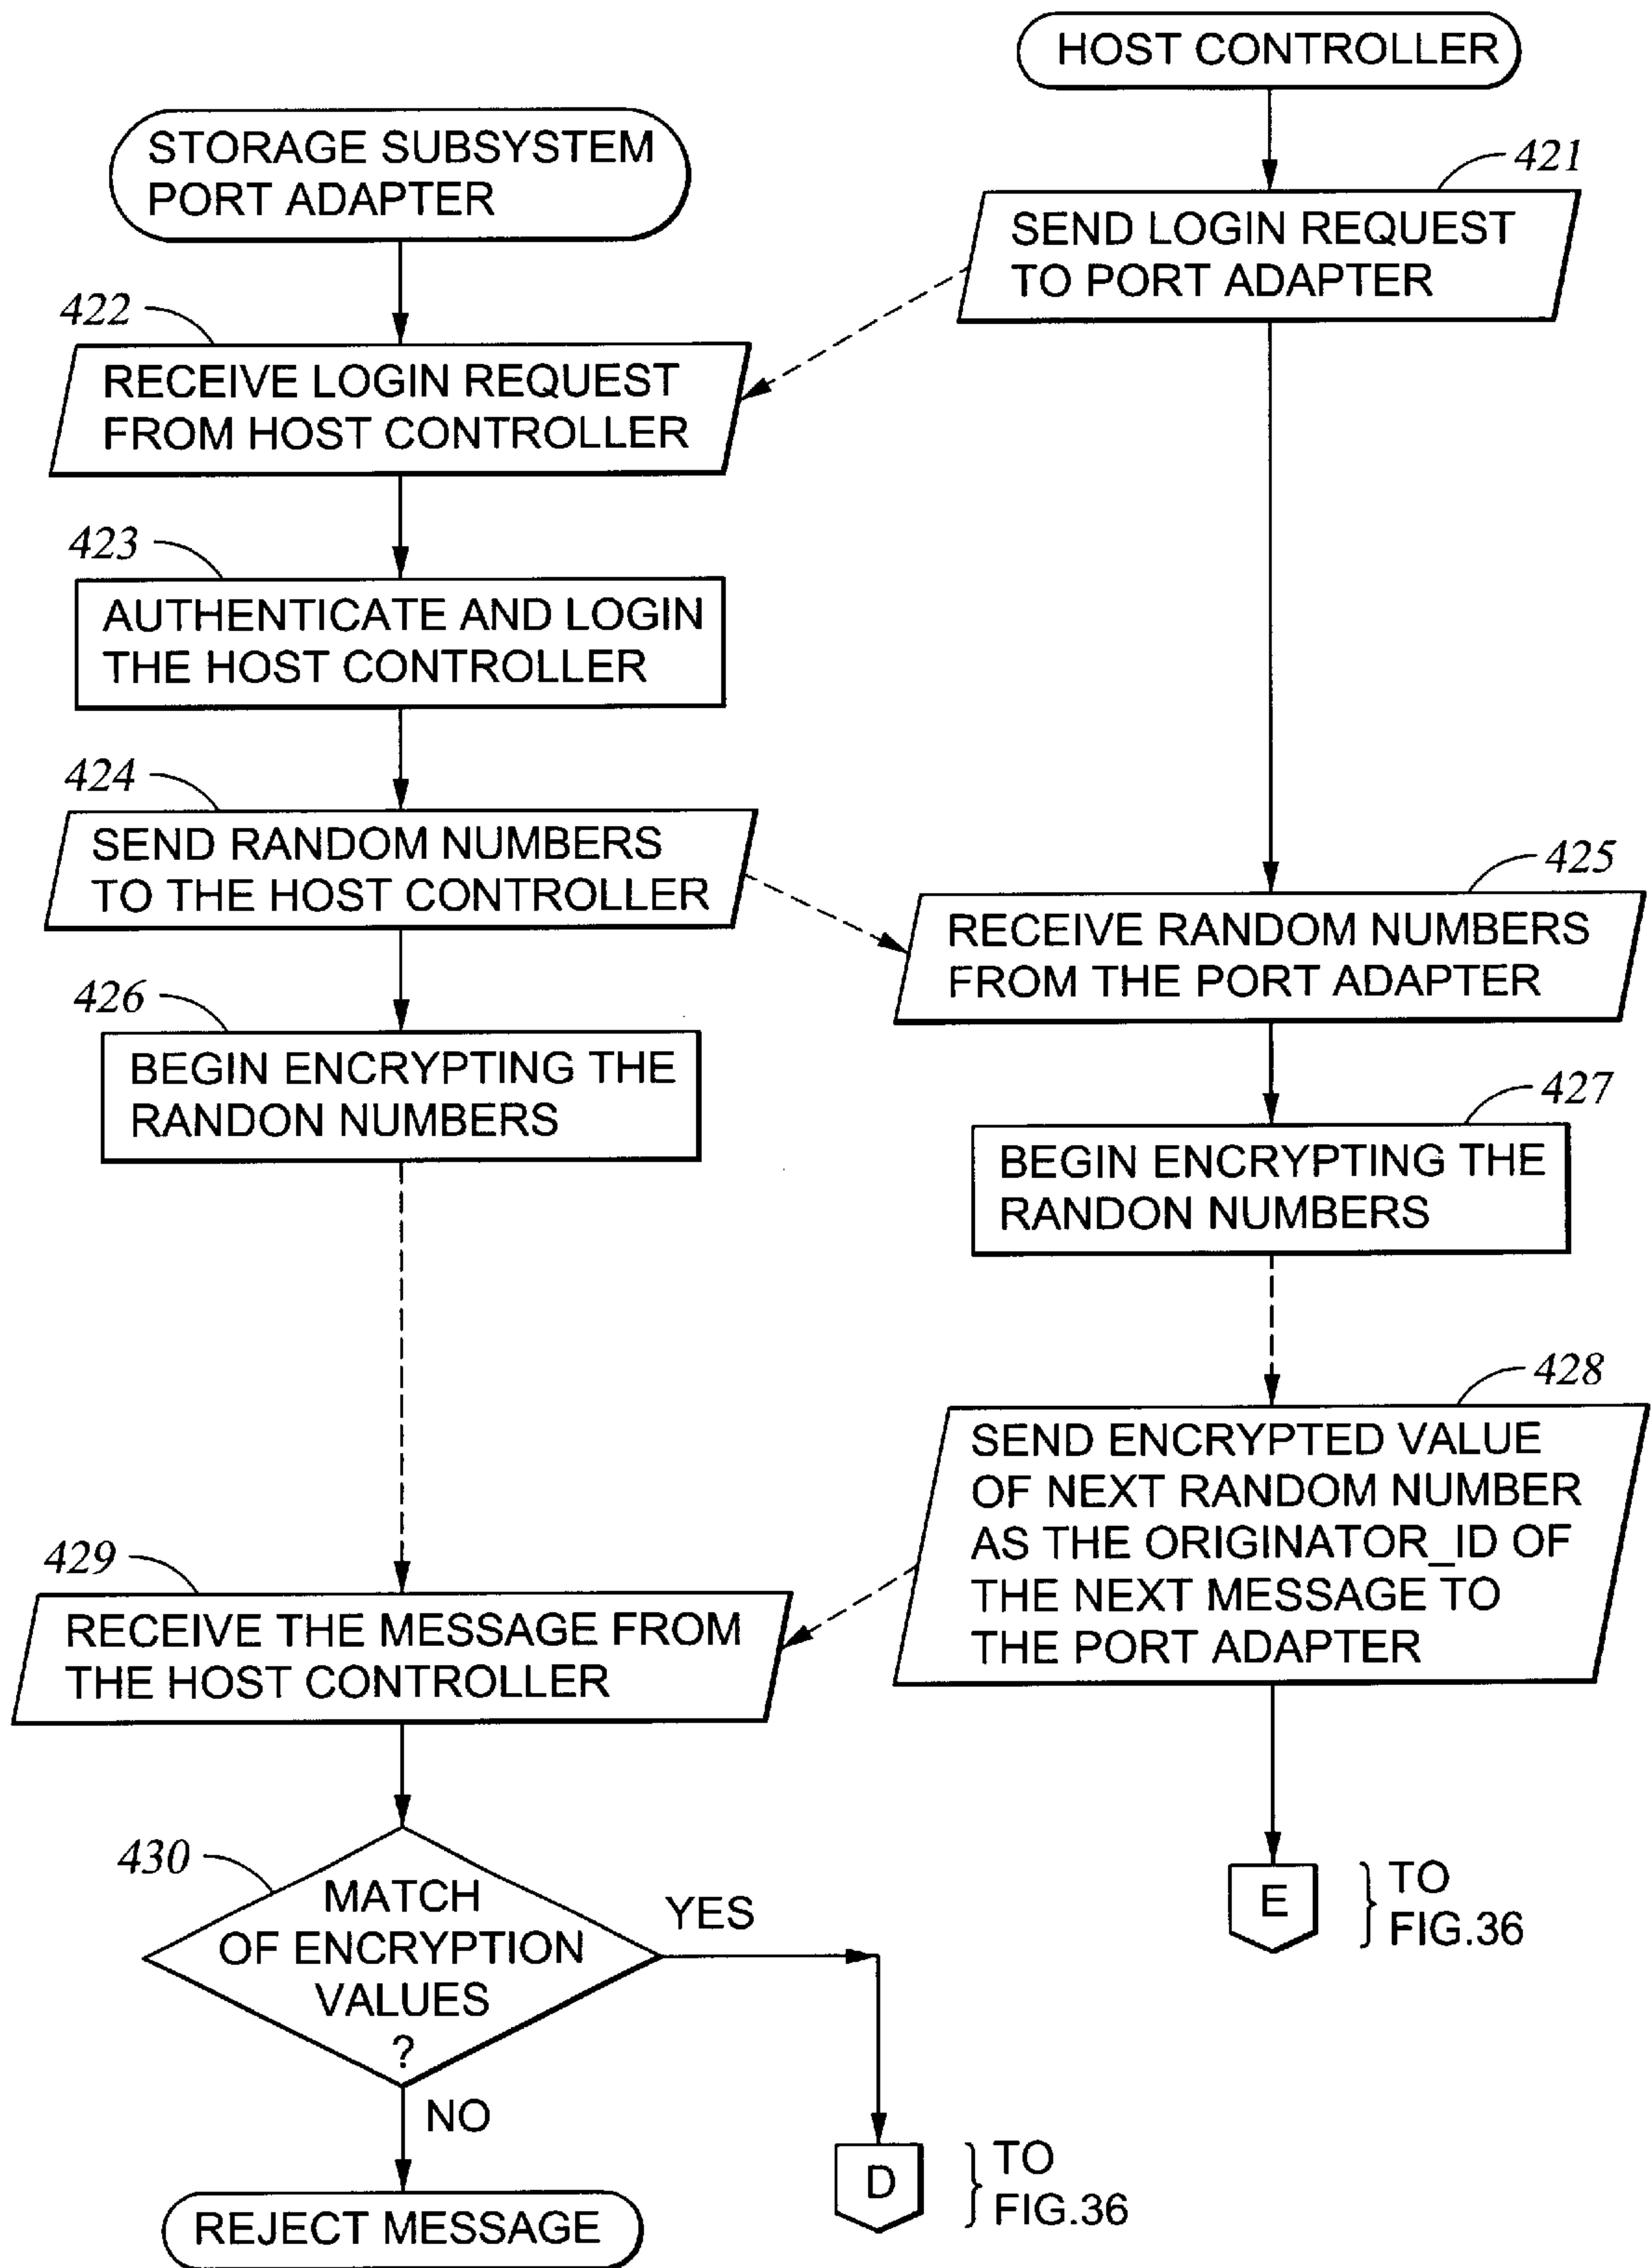 HOST CONTROLLER
STORAGE SUBSYSTEM
PORT ADAPTER
421
SEND LOGIN REQUEST
TO PORT ADAPTER
422
RECEIVE LOGIN REQUEST
FROM HOST CONTROLLER
423
AUTHENTICATE AND LOGIN
THE HOST CONTROLLER
424
SEND RANDOM NUMBERS
TO THE HOST CONTROLLER
425
RECEIVE RANDOM NUMBERS
FROM THE PORT ADAPTER
426
BEGIN ENCRYPTING THE
RANDON NUMBERS
427
BEGIN ENCRYPTING THE
RANDON NUMBERS
428
SEND ENCRYPTED VALUE
OF NEXT RANDOM NUMBER
AS THE ORIGINATOR_ID OF
THE NEXT MESSAGE TO
THE PORT ADAPTER
429
RECEIVE THE MESSAGE FROM
THE HOST CONTROLLER
430
MATCH
OF ENCRYPTION
VALUES
?
YES
NO
E
TO
FIG.36
D
TO
FIG.36
REJECT MESSAGE